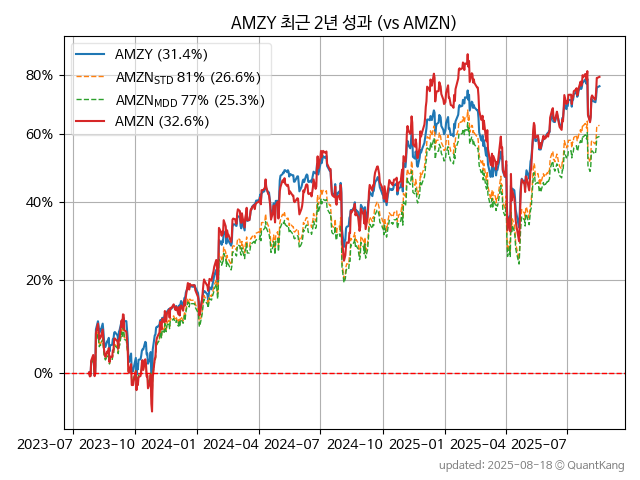 AMZY 최근 2년 성과 (vs AMZN)
AMZY (31.4%)
AMZN_STD 81% (26.6%)
AMZN_MDD 77% (25.3%)
AMZN (32.6%)
80%
60%
40%
20%
0%
2023-07 2023-10 2024-01 2024-04 2024-07 2024-10 2025-01 2025-04 2025-07
updated: 2025-08-18 © QuantKang